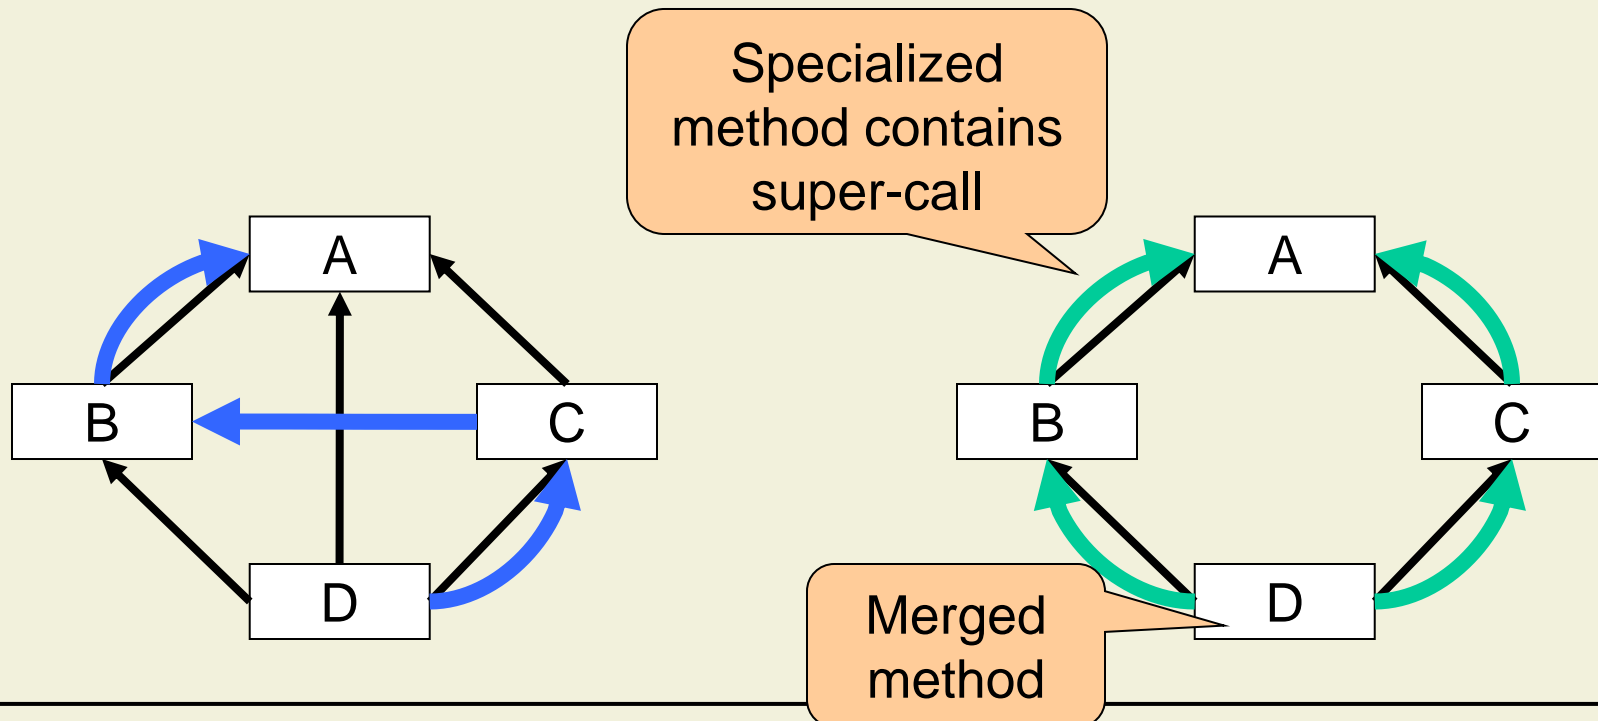 Specialized
method contains
super-call
A
B
C
D
A
B
C
D
Merged
method